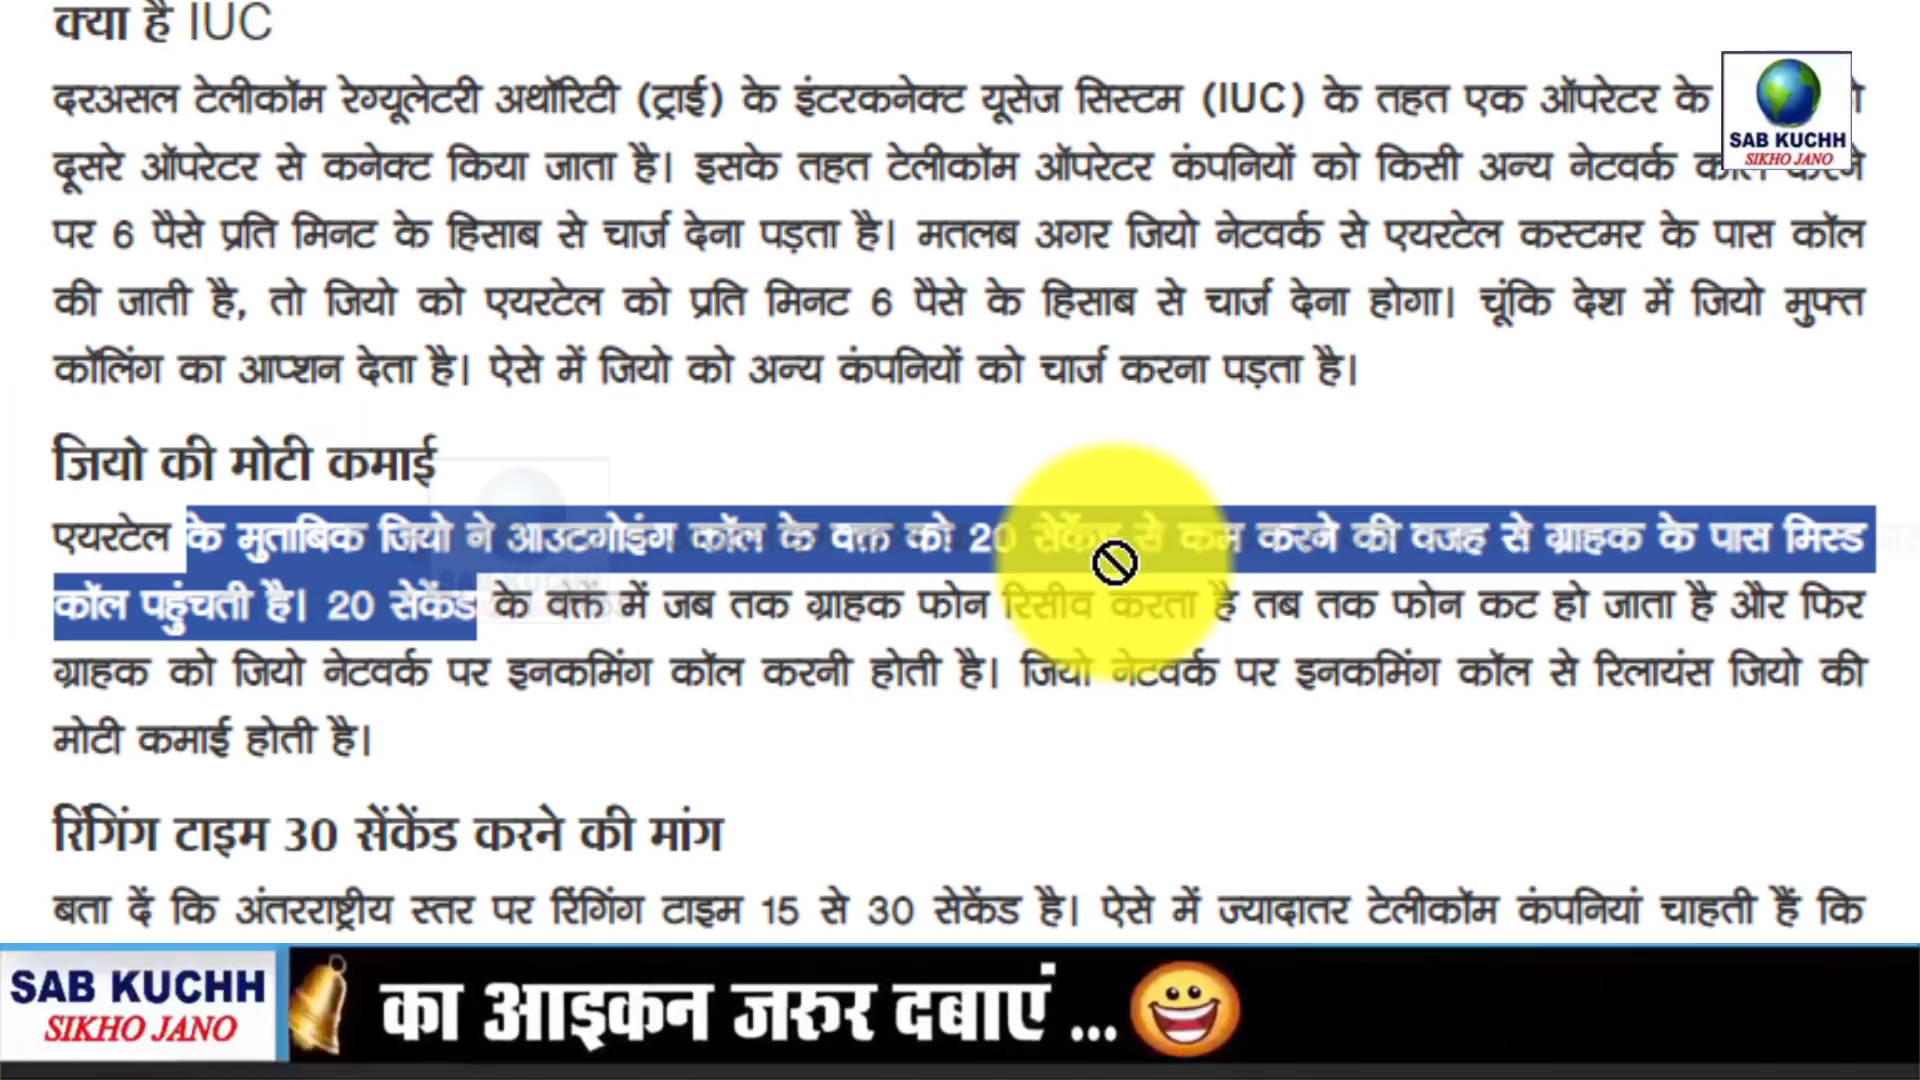 क्या है IUC
दरअसल टेलीकॉम रेग्यूलेटरी अथॉरिटी (ट्राई) के इंटरकनेक्ट यूसेज सिस्टम (IUC) के तहत एक ऑपरेटर के
दूसरे ऑपरेटर से कनेक्ट किया जाता है। इसके तहत टेलीकॉम ऑपरेटर कंपनियों को किसी अन्य नेटवर्क कॉल करने
पर 6 पैसे प्रति मिनट के हिसाब से चार्ज देना पड़ता है। मतलब अगर जियो नेटवर्क से एयरटेल कस्टमर के पास कॉल
की जाती है, तो जियो को एयरटेल को प्रति मिनट 6 पैसे के हिसाब से चार्ज देना होगा। चूंकि देश में जियो मुफ्त
कॉलिंग का आप्शन देता है। ऐसे में जियो को अन्य कंपनियों को चार्ज करना पड़ता है।
जियो की मोटी कमाई
एयरटेल के मुताबिक जियो ने आउटगोइंग कॉल के वक्त को 20 सेकेंड से कम करने की वजह से ग्राहक के पास मिस्ड
कॉल पहुंचती है। 20 सेकेंड के वक्त में जब तक ग्राहक फोन रिसीव करता है तब तक फोन कट हो जाता है और फिर
ग्राहक को जियो नेटवर्क पर इनकमिंग कॉल करनी होती है। जियो नेटवर्क पर इनकमिंग कॉल से रिलायंस जियो की
मोटी कमाई होती है।
रिंगिंग टाइम 30 सेंकेंड करने की मांग
बता दें कि अंतरराष्ट्रीय स्तर पर रिंगिंग टाइम 15 से 30 सेकेंड है। ऐसे में ज्यादातर टेलीकॉम कंपनियां चाहती हैं कि
SAB KUCHH
SIKHO JANO
SAB KUCHH
SIKHO JANO
का आइकन जरुर दबाएं ...